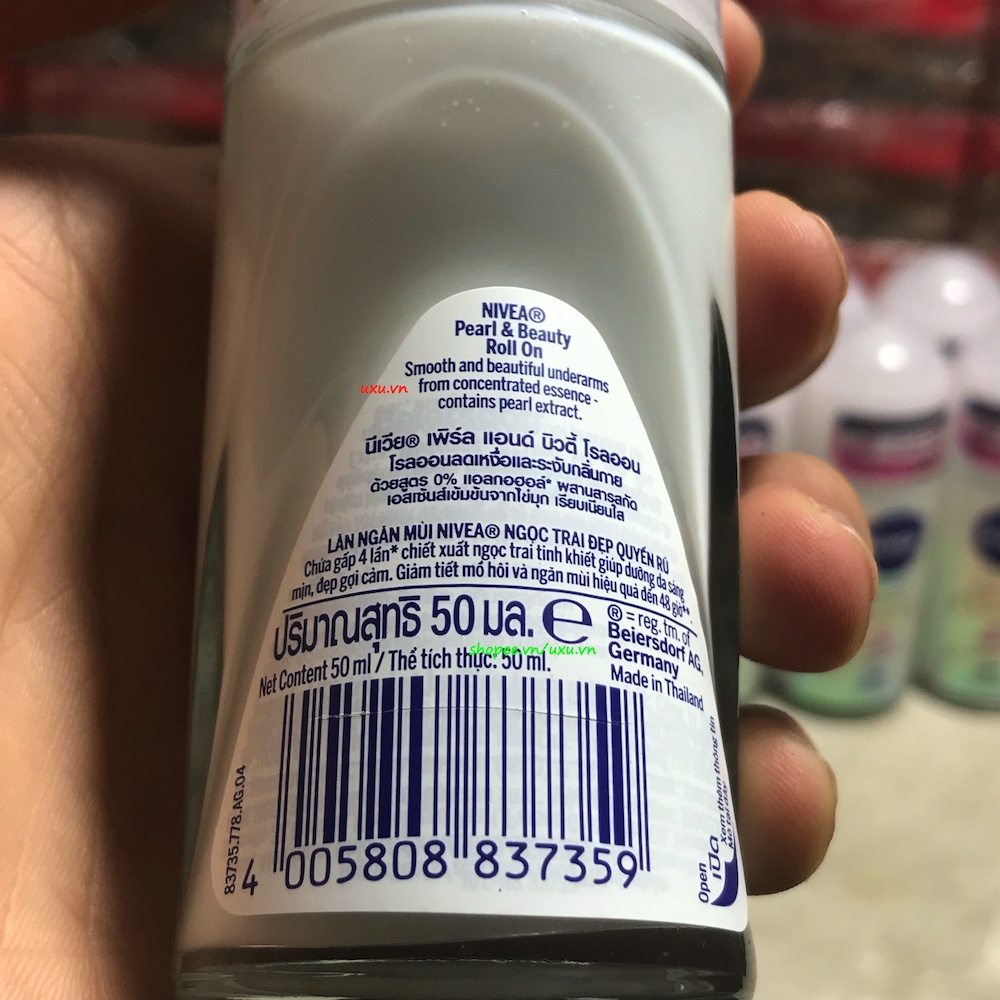 NIVEA®
Pearl & Beauty
Roll On
Smooth and beautiful underarms
uxu.vn
from concentrated essence -
contains pearl extract.
นีเวีย® เพิร์ล แอนด์ บิวตี้ โรลออน
โรลออนลดเหงื่อและระงับกลิ่นกาย
ด้วยสูตร 0% แอลกอฮอล์* ผสานสารสกัด
เอสเซ้นส์เข้มข้นจากไข่มุก เรียบเนียนใส
LĂN NGĂN MÙI NIVEA® NGỌC TRAI ĐẸP QUYẾN RŨ
Chứa gấp 4 lần* chiết xuất ngọc trai tinh khiết giúp dưỡng da sáng
mịn, đẹp gợi cảm. Giảm tiết mồ hôi và ngăn mùi hiệu quả đến 48 giờ**.
ปริมาณสุทธิ 50 มล. ℮
® = reg. tm. of
Beiersdorf AG,
Germany
Made in Thailand
shopee.vn/uxu.vn
Net Content 50 ml / Thể tích thực: 50 ml.
83735.778.AG.04
4 005808 837359
Open
เปิด
Xem thêm thông tin
Mở tại đây